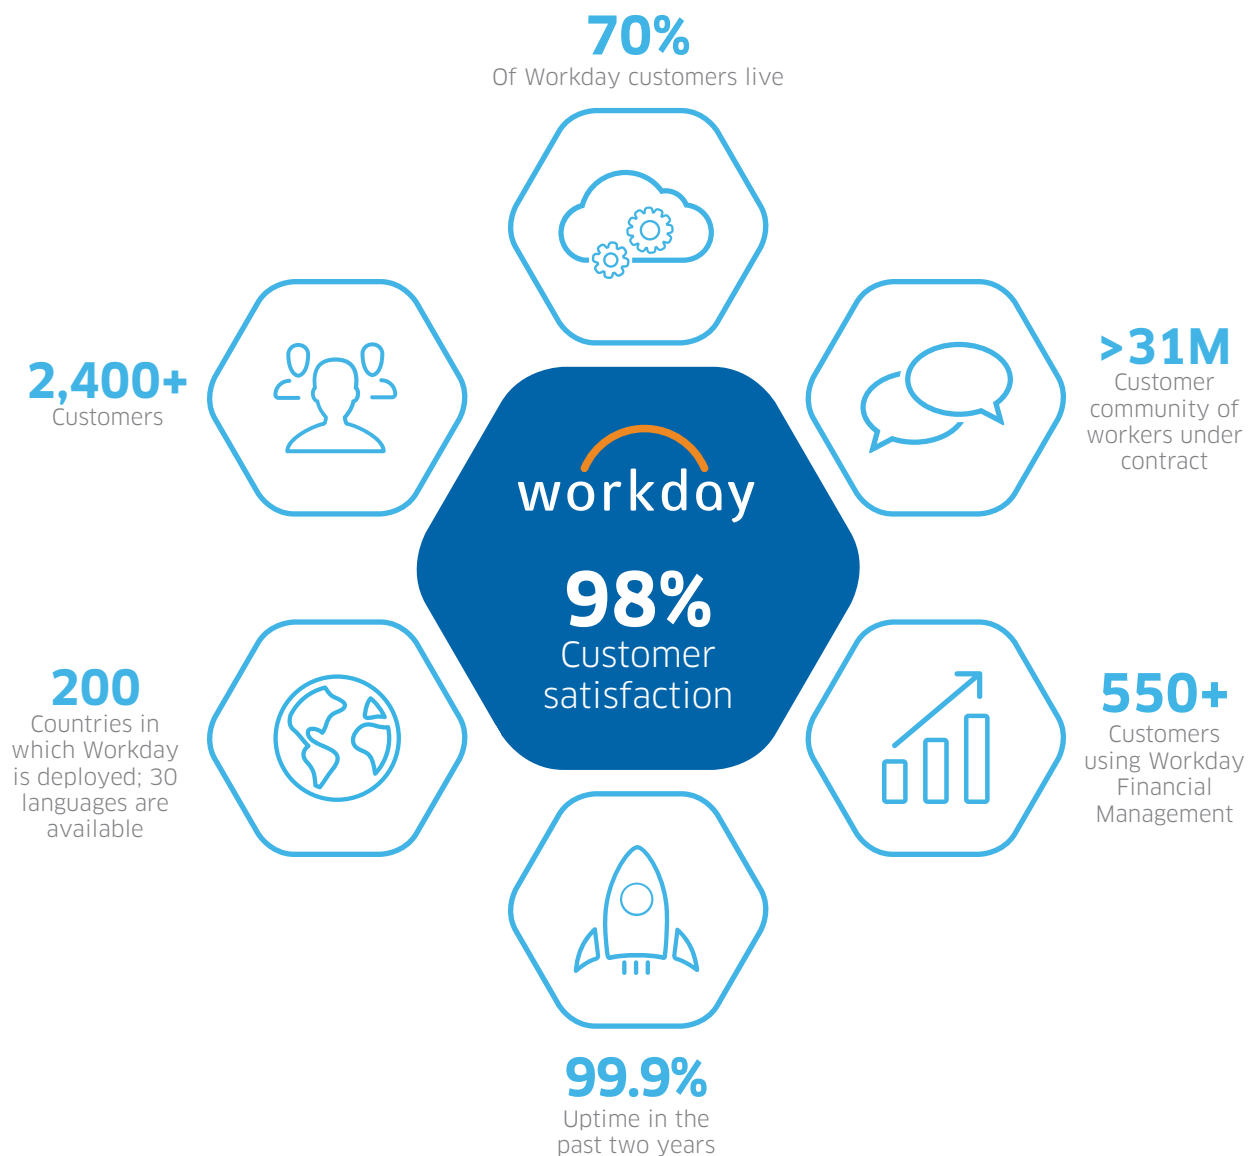 70%
Of Workday customers live
2,400+
Customers
>31M
Customer
community of
workers under
contract
workday
98%
Customer
satisfaction
200
Countries in
which Workday
is deployed; 30
languages are
available
550+
Customers
using Workday
Financial
Management
99.9%
Uptime in the
past two years